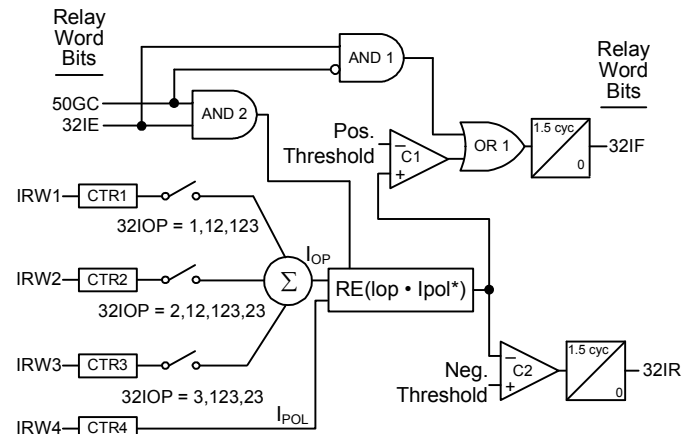 Relay
Word
Bits
Relay
Word
Bits
50GC
32IE
AND 1
AND 2
Pos.
Threshold
–
+
C1
OR 1
1.5 cyc
0
32IF
IRW1
CTR1
32IOP = 1,12,123
IRW2
CTR2
32IOP = 2,12,123,23
Σ
IOP
RE(Iop • Ipol*)
IRW3
CTR3
32IOP = 3,123,23
Neg.
Threshold
–
+
C2
1.5 cyc
0
32IR
IRW4
CTR4
IPOL